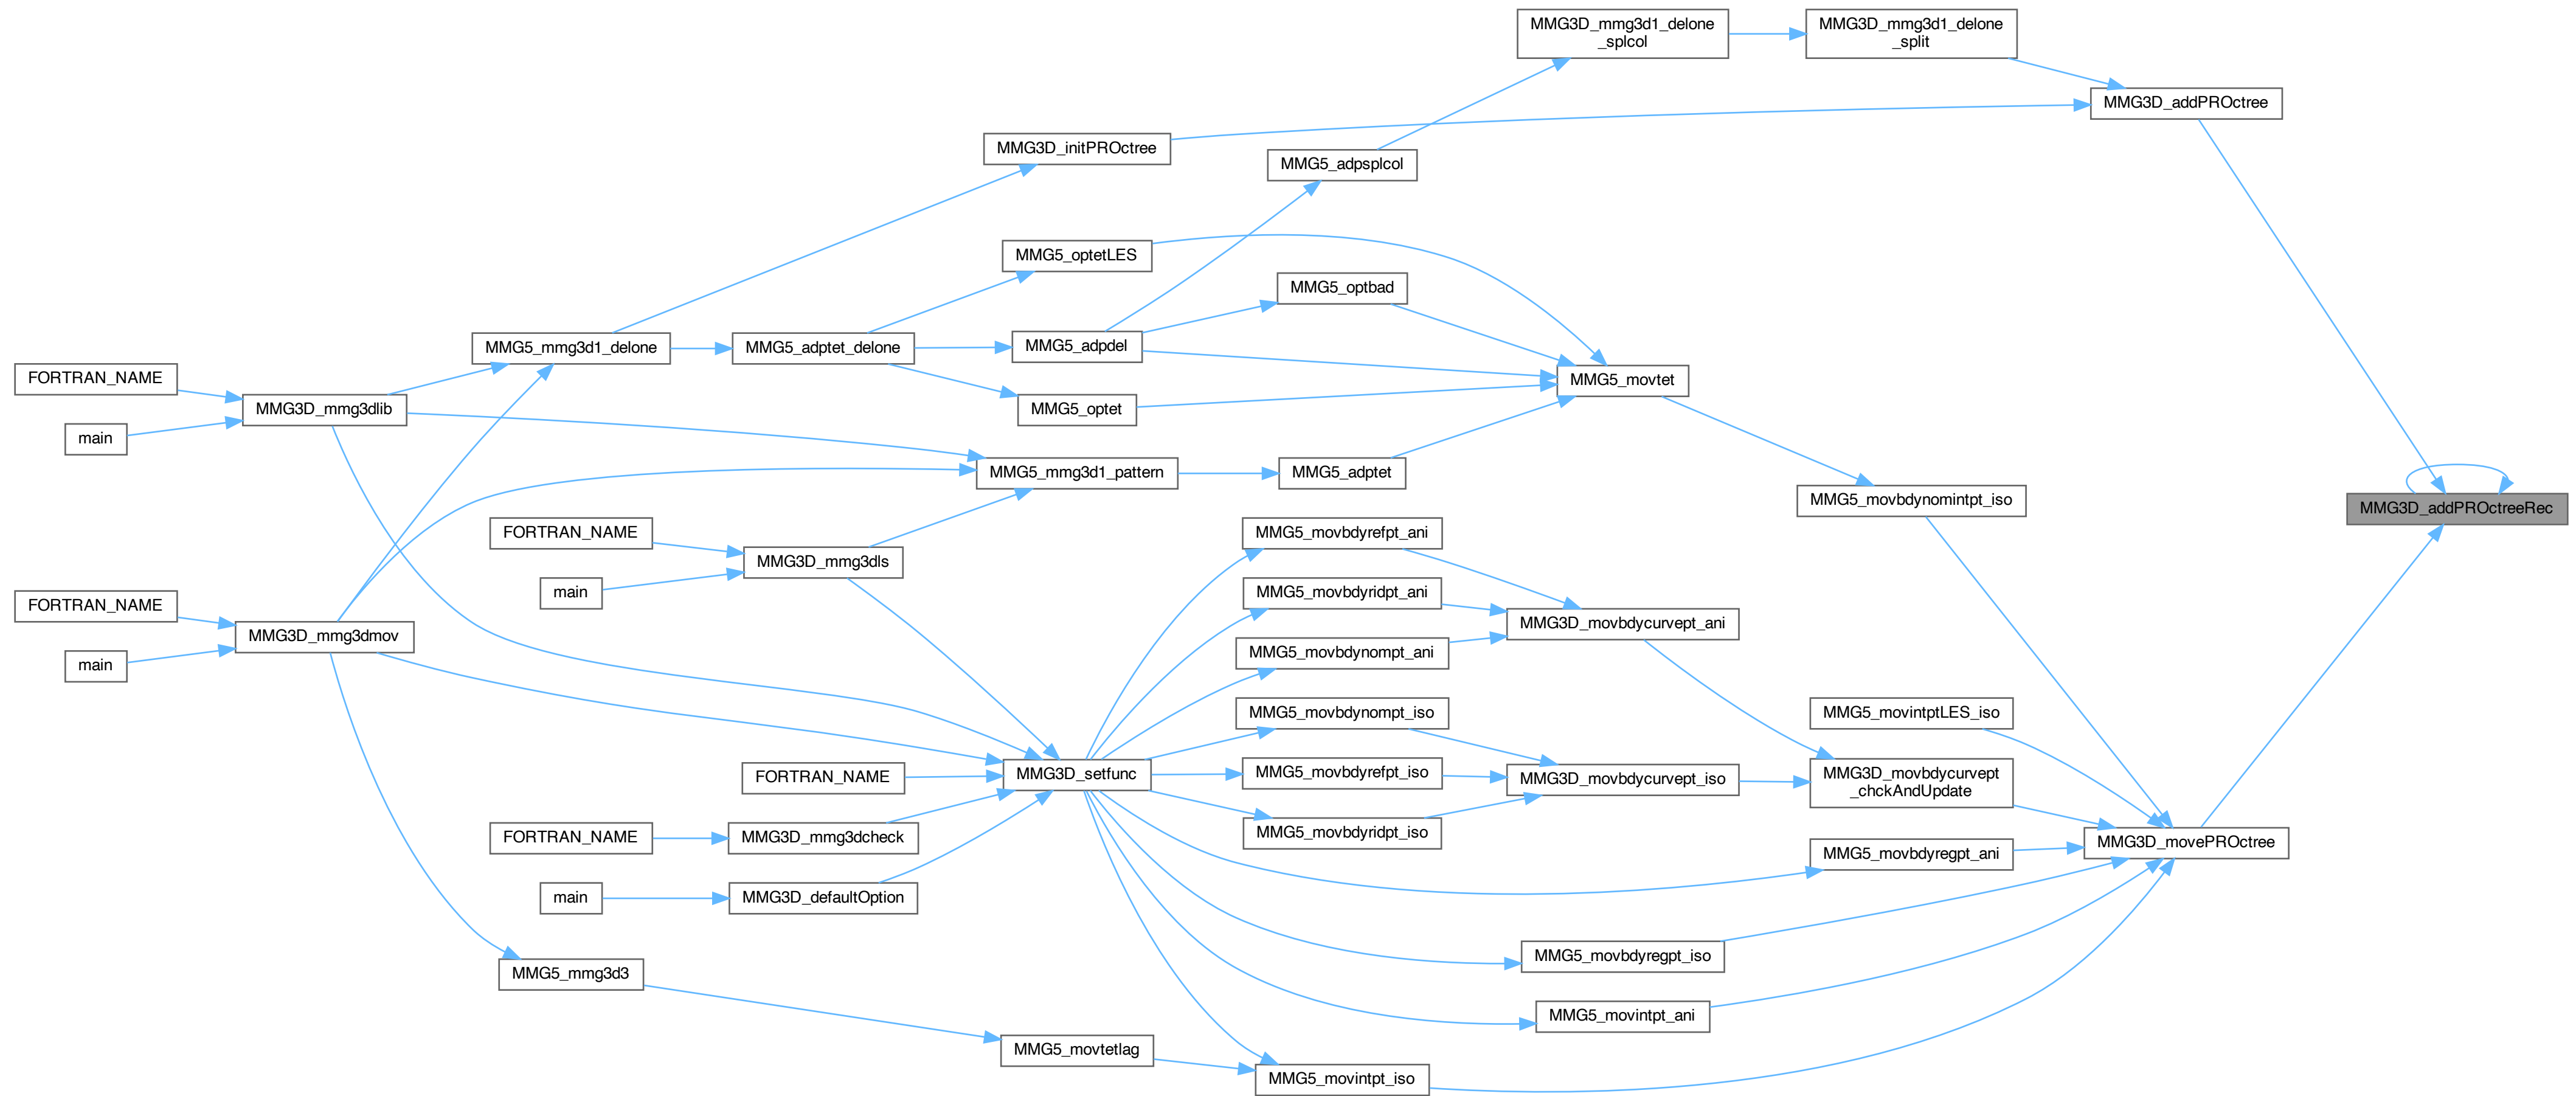 MMG3D_mmg3d1_delone
_splcol
MMG3D_mmg3d1_delone
_split
MMG3D_addPROctree
MMG3D_initPROctree
MMG5_adpsplcol
MMG5_optetLES
MMG5_optbad
MMG5_mmg3d1_delone
MMG5_adptet_delone
MMG5_adpdel
FORTRAN_NAME
MMG5_movtet
MMG3D_mmg3dlib
MMG5_optet
main
MMG5_mmg3d1_pattern
MMG5_adptet
MMG5_movbdynomintpt_iso
MMG3D_addPROctreeRec
FORTRAN_NAME
MMG5_movbdyrefpt_ani
MMG3D_mmg3dls
main
MMG5_movbdyridpt_ani
FORTRAN_NAME
MMG3D_movbdycurvept_ani
MMG3D_mmg3dmov
MMG5_movbdynompt_ani
main
MMG5_movbdynompt_iso
MMG5_movintptLES_iso
FORTRAN_NAME
MMG3D_setfunc
MMG5_movbdyrefpt_iso
MMG3D_movbdycurvept_iso
MMG3D_movbdycurvept
_chckAndUpdate
FORTRAN_NAME
MMG3D_mmg3dcheck
MMG5_movbdyridpt_iso
MMG3D_movePROctree
MMG5_movbdyregpt_ani
main
MMG3D_defaultOption
MMG5_movbdyregpt_iso
MMG5_mmg3d3
MMG5_movintpt_ani
MMG5_movtetlag
MMG5_movintpt_iso